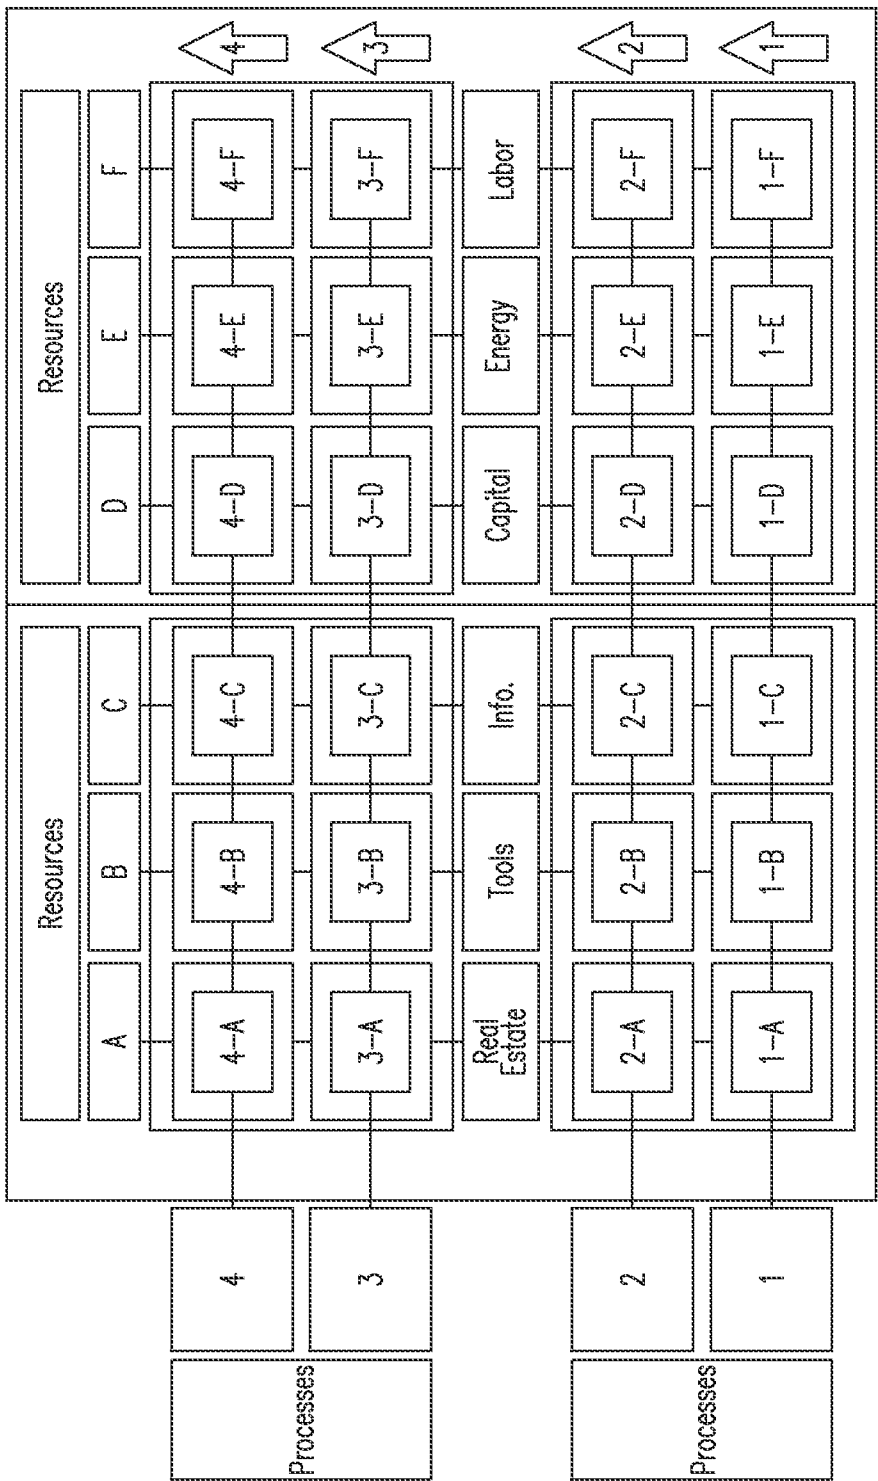 Resources
Resources
A
B
C
D
E
F
Processes
4
4-A
4-B
4-C
4-D
4-E
4-F
4
3
3-A
3-B
3-C
3-D
3-E
3-F
3
Real
Estate
Tools
Info.
Capital
Energy
Labor
Processes
2
2-A
2-B
2-C
2-D
2-E
2-F
2
1
1-A
1-B
1-C
1-D
1-E
1-F
1